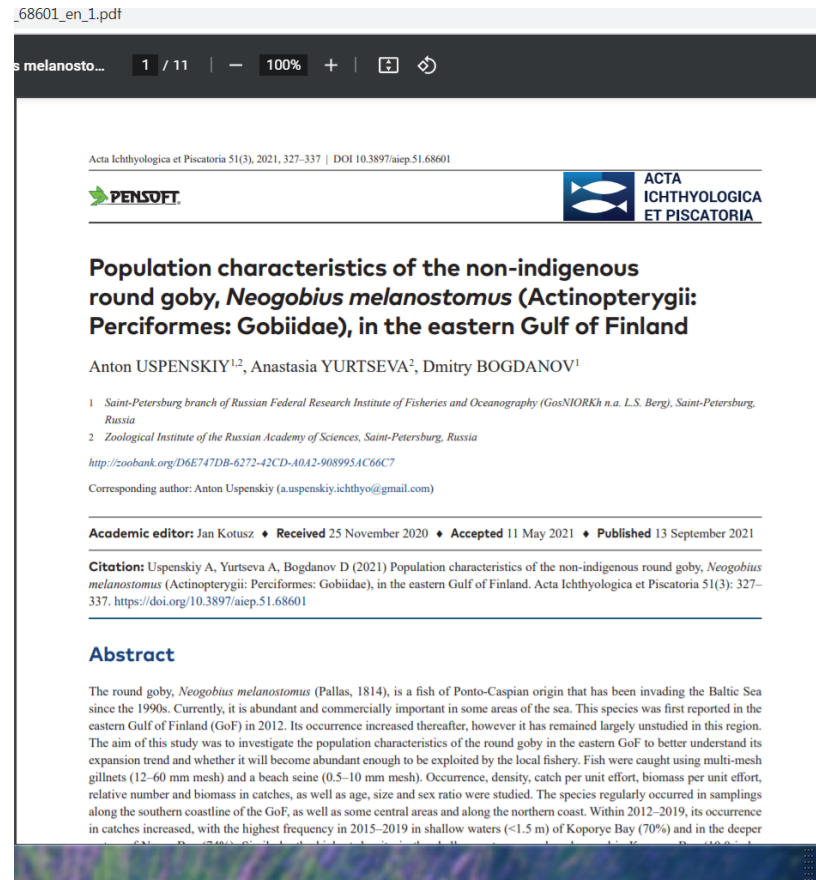 _68601_en_1.pdf
s melanosto... 1 / 11 | − 100% + |
Acta Ichthyologica et Piscatoria 51(3), 2021, 327–337 | DOI 10.3897/aiep.51.68601
PENSOFT.
ACTA
ICHTHYOLOGICA
ET PISCATORIA
Population characteristics of the non-indigenous
round goby, Neogobius melanostomus (Actinopterygii:
Perciformes: Gobiidae), in the eastern Gulf of Finland
Anton USPENSKIY1,2, Anastasia YURTSEVA2, Dmitry BOGDANOV1
1 Saint-Petersburg branch of Russian Federal Research Institute of Fisheries and Oceanography (GosNIORKh n.a. L.S. Berg), Saint-Petersburg,
Russia
2 Zoological Institute of the Russian Academy of Sciences, Saint-Petersburg, Russia
http://zoobank.org/D6E747DB-6272-42CD-A0A2-908995AC66C7
Corresponding author: Anton Uspenskiy (a.uspenskiy.ichthyo@gmail.com)
Academic editor: Jan Kotusz ♦ Received 25 November 2020 ♦ Accepted 11 May 2021 ♦ Published 13 September 2021
Citation: Uspenskiy A, Yurtseva A, Bogdanov D (2021) Population characteristics of the non-indigenous round goby, Neogobius
melanostomus (Actinopterygii: Perciformes: Gobiidae), in the eastern Gulf of Finland. Acta Ichthyologica et Piscatoria 51(3): 327–
337. https://doi.org/10.3897/aiep.51.68601
Abstract
The round goby, Neogobius melanostomus (Pallas, 1814), is a fish of Ponto-Caspian origin that has been invading the Baltic Sea
since the 1990s. Currently, it is abundant and commercially important in some areas of the sea. This species was first reported in the
eastern Gulf of Finland (GoF) in 2012. Its occurrence increased thereafter, however it has remained largely unstudied in this region.
The aim of this study was to investigate the population characteristics of the round goby in the eastern GoF to better understand its
expansion trend and whether it will become abundant enough to be exploited by the local fishery. Fish were caught using multi-mesh
gillnets (12–60 mm mesh) and a beach seine (0.5–10 mm mesh). Occurrence, density, catch per unit effort, biomass per unit effort,
relative number and biomass in catches, as well as age, size and sex ratio were studied. The species regularly occurred in samplings
along the southern coastline of the GoF, as well as some central areas and along the northern coast. Within 2012–2019, its occurrence
in catches increased, with the highest frequency in 2015–2019 in shallow waters (<1.5 m) of Koporye Bay (70%) and in the deeper